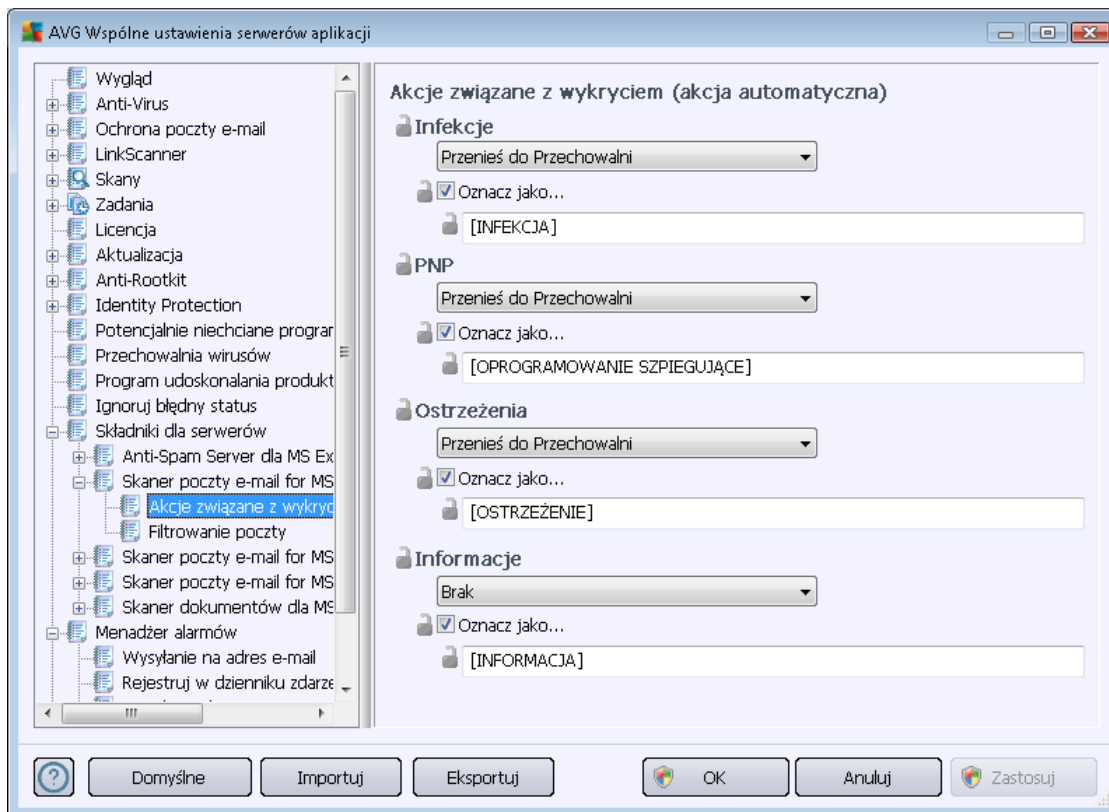 AVG Wspólne ustawienia serwerów aplikacji
Wygląd
Anti-Virus
Ochrona poczty e-mail
LinkScanner
Skany
Zadania
Licencja
Aktualizacja
Anti-Rootkit
Identity Protection
Potencjalnie niechciane program
Przechowalnia wirusów
Program udoskonalania produkt
Ignoruj błędny status
Składniki dla serwerów
Anti-Spam Server dla MS Ex
Skaner poczty e-mail for MS
Akcje związane z wykryc
Filtrowanie poczty
Skaner poczty e-mail for MS
Skaner poczty e-mail for MS
Skaner dokumentów dla MS
Menadżer alarmów
Wysyłanie na adres e-mail
Rejestruj w dzienniku zdarze
Akcje związane z wykryciem (akcja automatyczna)
Infekcje
Przenieś do Przechowalni
Oznacz jako...
[INFEKCJA]
PNP
Przenieś do Przechowalni
Oznacz jako...
[OPROGRAMOWANIE SZPIEGUJĄCE]
Ostrzeżenia
Przenieś do Przechowalni
Oznacz jako...
[OSTRZEŻENIE]
Informacje
Brak
Oznacz jako...
[INFORMACJA]
Domyślne
Importuj
Eksportuj
OK
Anuluj
Zastosuj